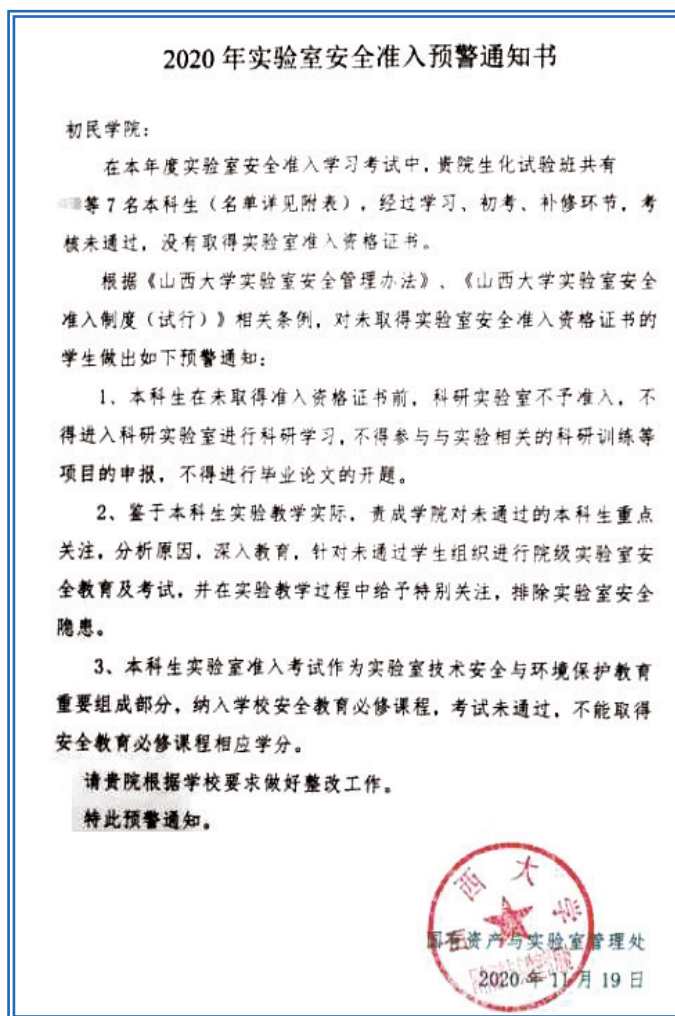 2020 年实验室安全准入预警通知书
初民学院：
在本年度实验室安全准入学习考试中，贵院生化试验班共有
等 7 名本科生（名单详见附表），经过学习、初考、补修环节，考
核未通过，没有取得实验室准入资格证书。
根据《山西大学实验室安全管理办法》、《山西大学实验室安全
准入制度（试行）》相关条例，对未取得实验室安全准入资格证书的
学生做出如下预警通知：
1、本科生在未取得准入资格证书前，科研实验室不予准入，不
得进入科研实验室进行科研学习，不得参与与实验相关的科研训练等
项目的申报，不得进行毕业论文的开题。
2、鉴于本科生实验教学实际，责成学院对未通过的本科生重点
关注，分析原因，深入教育，针对未通过学生组织进行院级实验室安
全教育及考试，并在实验教学过程中给予特别关注，排除实验室安全
隐患。
3、本科生实验室准入考试作为实验室技术安全与环境保护教育
重要组成部分，纳入学校安全教育必修课程，考试未通过，不能取得
安全教育必修课程相应学分。
请贵院根据学校要求做好整改工作。
特此预警通知。
山西大学
国有资产与实验室管理处
2020 年 11 月 19 日